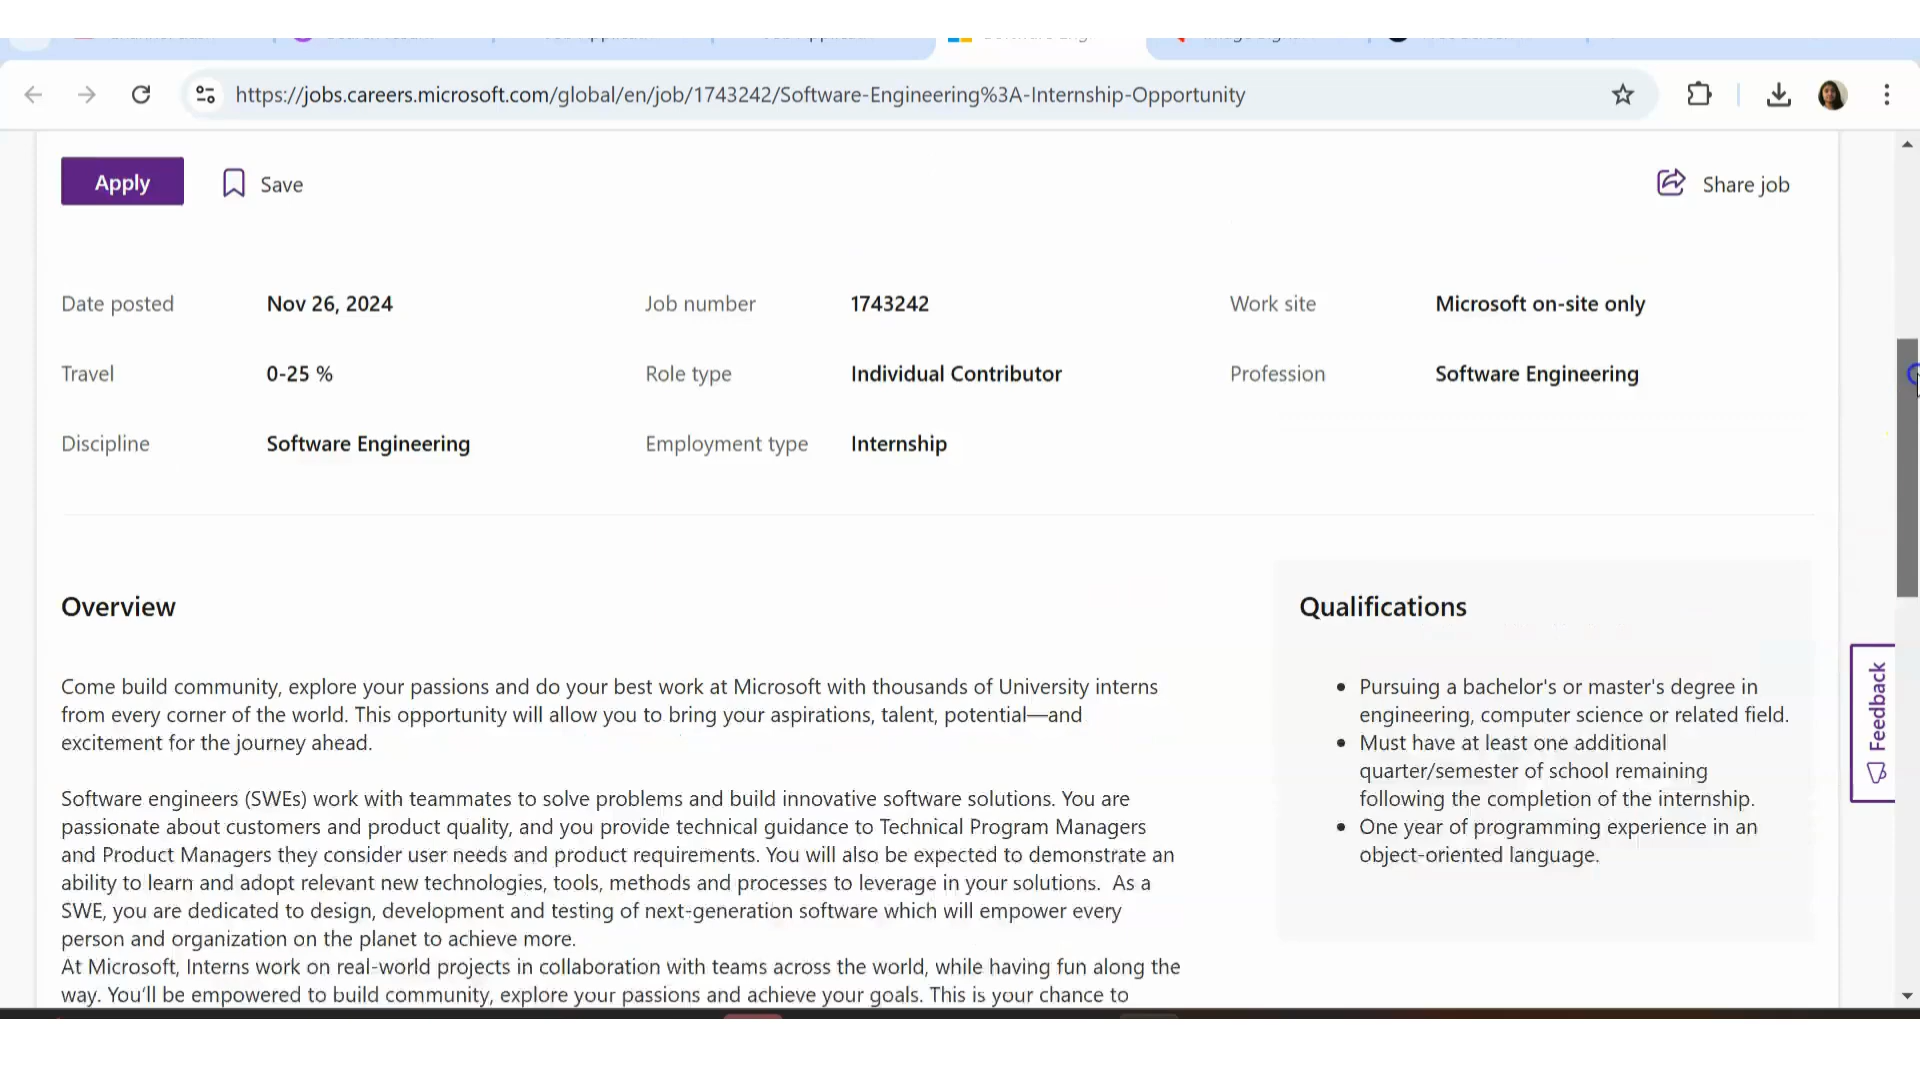 https://jobs.careers.microsoft.com/global/en/job/1743242/Software-Engineering%3A-Internship-Opportunity
Apply Save Share job
Date posted Nov 26, 2024 Job number 1743242 Work site Microsoft on-site only
Travel 0-25 % Role type Individual Contributor Profession Software Engineering
Discipline Software Engineering Employment type Internship
Overview
Come build community, explore your passions and do your best work at Microsoft with thousands of University interns
from every corner of the world. This opportunity will allow you to bring your aspirations, talent, potential—and
excitement for the journey ahead.
Software engineers (SWEs) work with teammates to solve problems and build innovative software solutions. You are
passionate about customers and product quality, and you provide technical guidance to Technical Program Managers
and Product Managers they consider user needs and product requirements. You will also be expected to demonstrate an
ability to learn and adopt relevant new technologies, tools, methods and processes to leverage in your solutions. As a
SWE, you are dedicated to design, development and testing of next-generation software which will empower every
person and organization on the planet to achieve more.
At Microsoft, Interns work on real-world projects in collaboration with teams across the world, while having fun along the
way. You’ll be empowered to build community, explore your passions and achieve your goals. This is your chance to
Qualifications
Pursuing a bachelor's or master's degree in
engineering, computer science or related field.
Must have at least one additional
quarter/semester of school remaining
following the completion of the internship.
One year of programming experience in an
object-oriented language.
Feedback